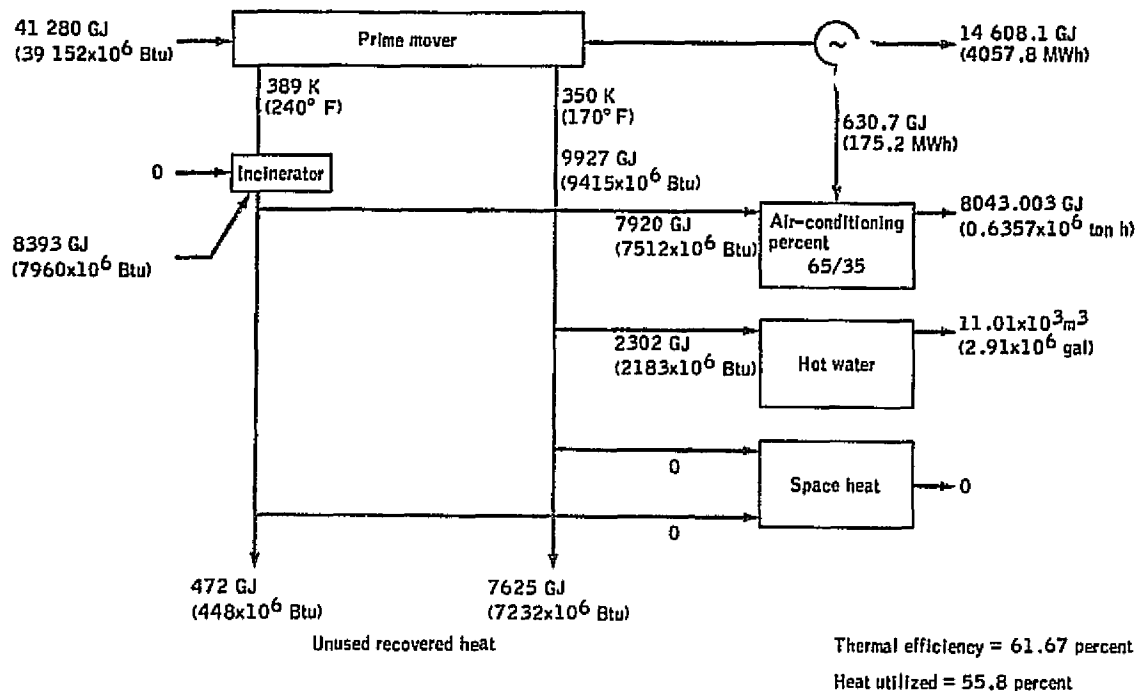 41 280 GJ
(39 152x10⁶ Btu)
Prime mover
~
14 608.1 GJ
(4057.8 MWh)
389 K
(240° F)
350 K
(170° F)
630.7 GJ
(175.2 MWh)
0
Incinerator
9927 GJ
(9415x10⁶ Btu)
8393 GJ
(7960x10⁶ Btu)
7920 GJ
(7512x10⁶ Btu)
Air-conditioning
percent
65/35
8043.003 GJ
(0.6357x10⁶ ton h)
2302 GJ
(2183x10⁶ Btu)
Hot water
11.01x10³m³
(2.91x10⁶ gal)
0
Space heat
0
0
472 GJ
(448x10⁶ Btu)
7625 GJ
(7232x10⁶ Btu)
Unused recovered heat
Thermal efficiency = 61.67 percent
Heat utilized = 55.8 percent